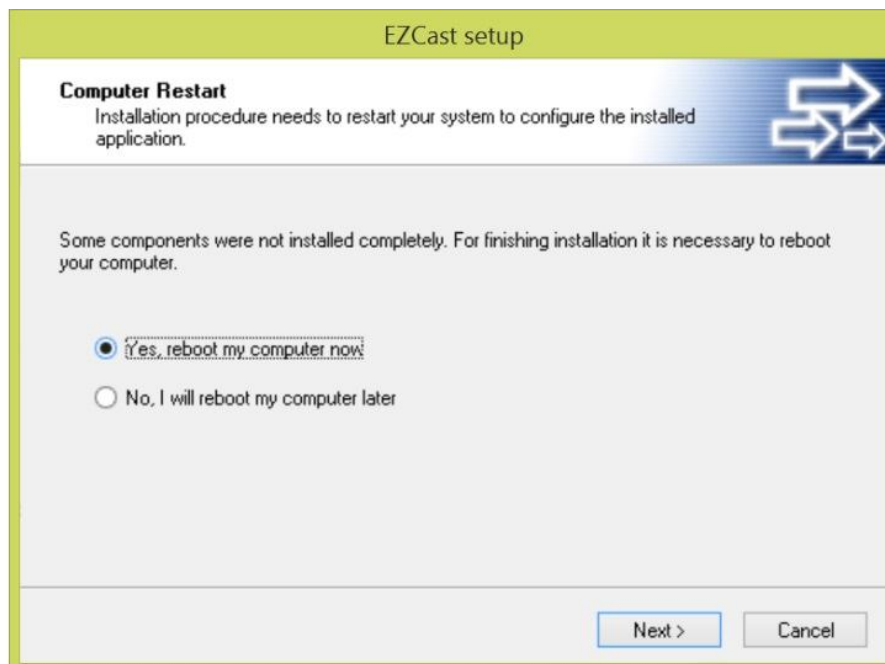 EZCast setup
Computer Restart
Installation procedure needs to restart your system to configure the installed
application.
Some components were not installed completely. For finishing installation it is necessary to reboot
your computer.
Yes, reboot my computer now
No, I will reboot my computer later
Next >
Cancel